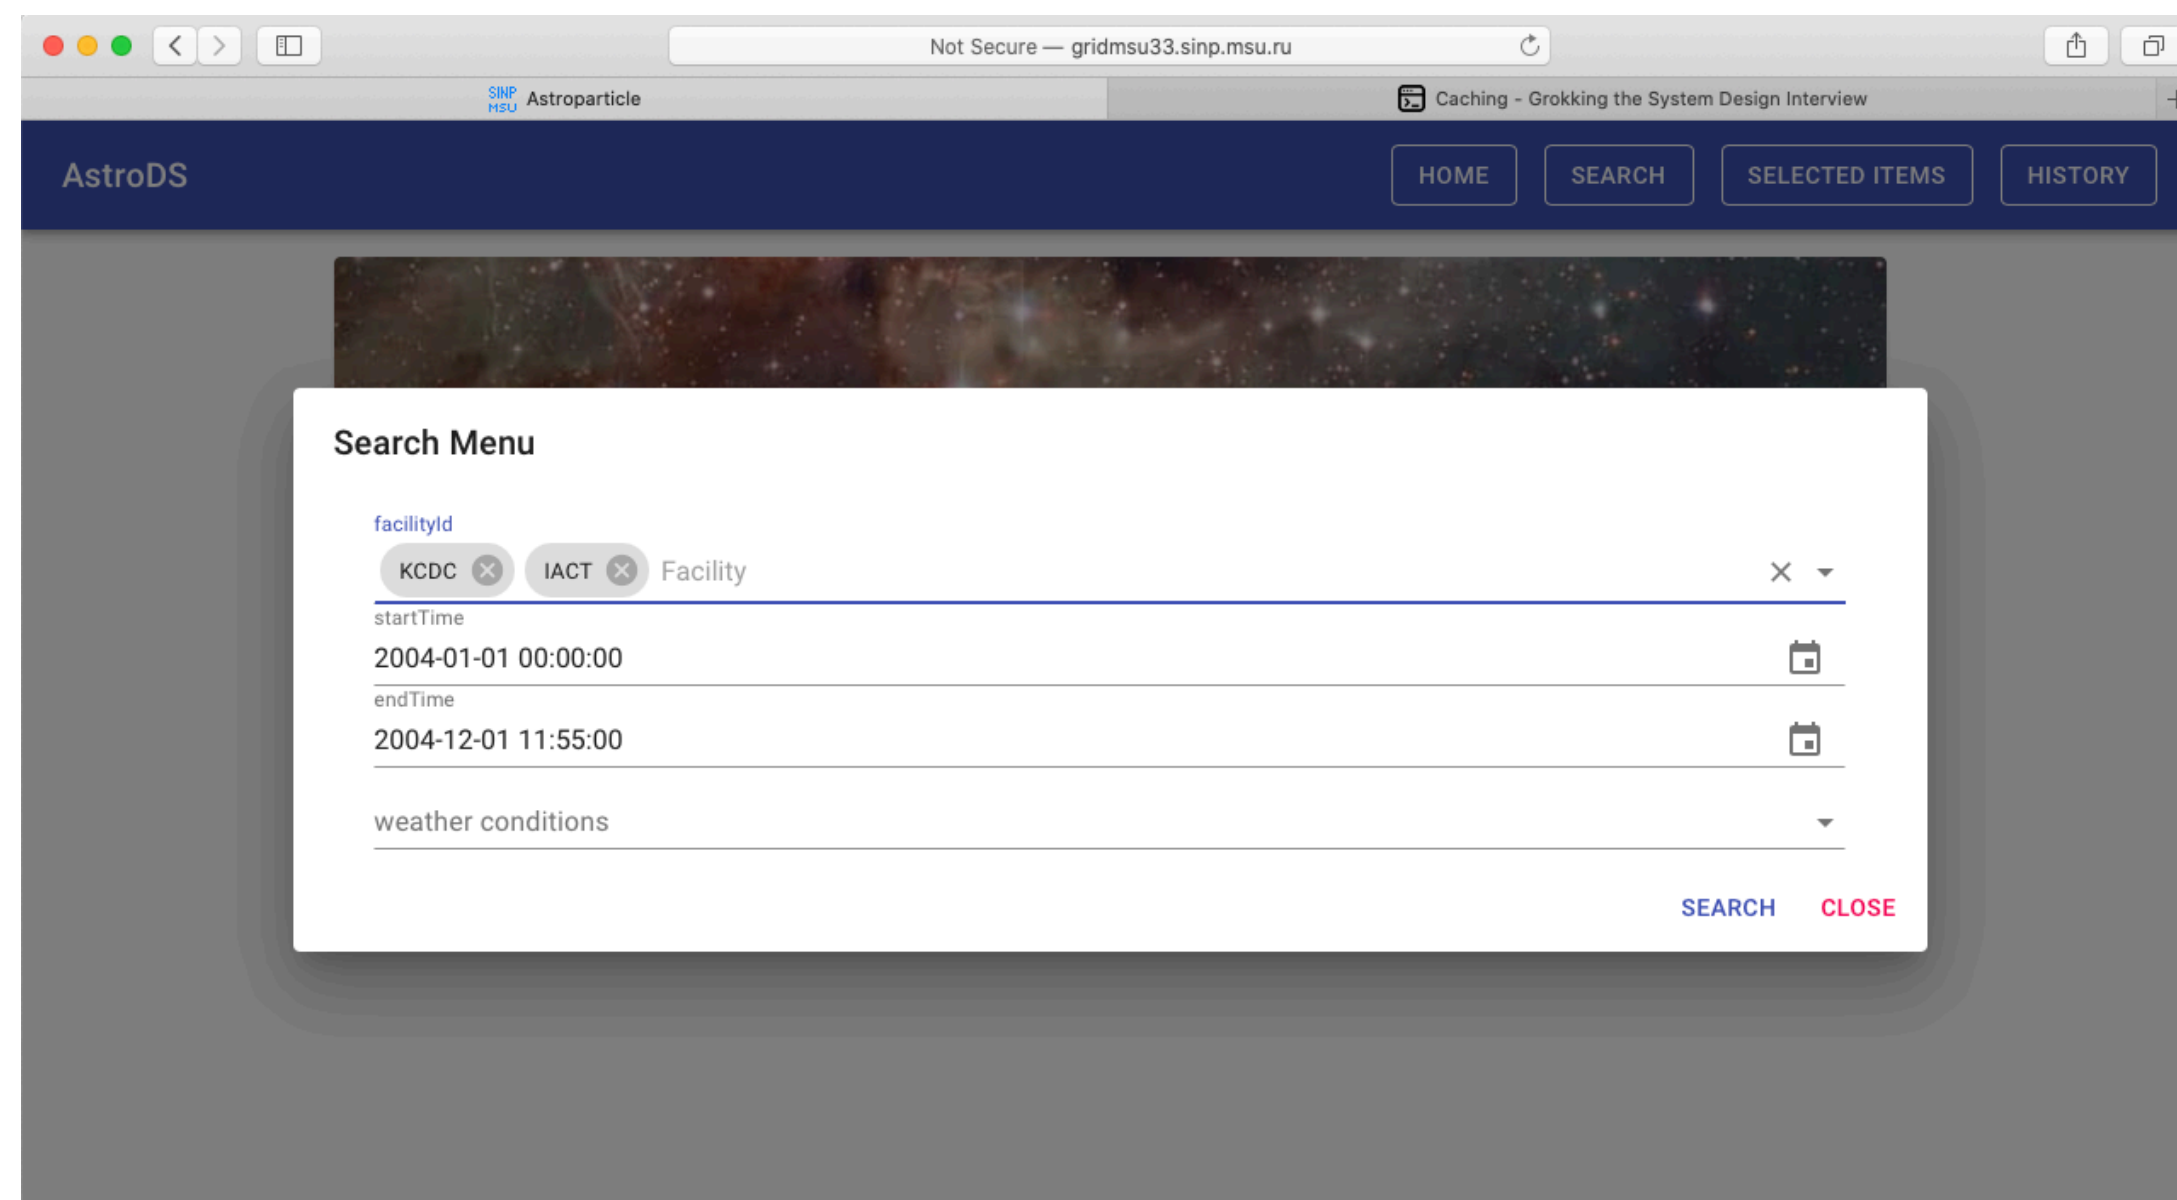 Not Secure — gridmsu33.sinp.msu.ru
SINP MSU Astroparticle
Caching - Grokking the System Design Interview
AstroDS
HOME
SEARCH
SELECTED ITEMS
HISTORY
Search Menu
facilityId
KCDC IACT Facility
startTime
2004-01-01 00:00:00
endTime
2004-12-01 11:55:00
weather conditions
SEARCH CLOSE